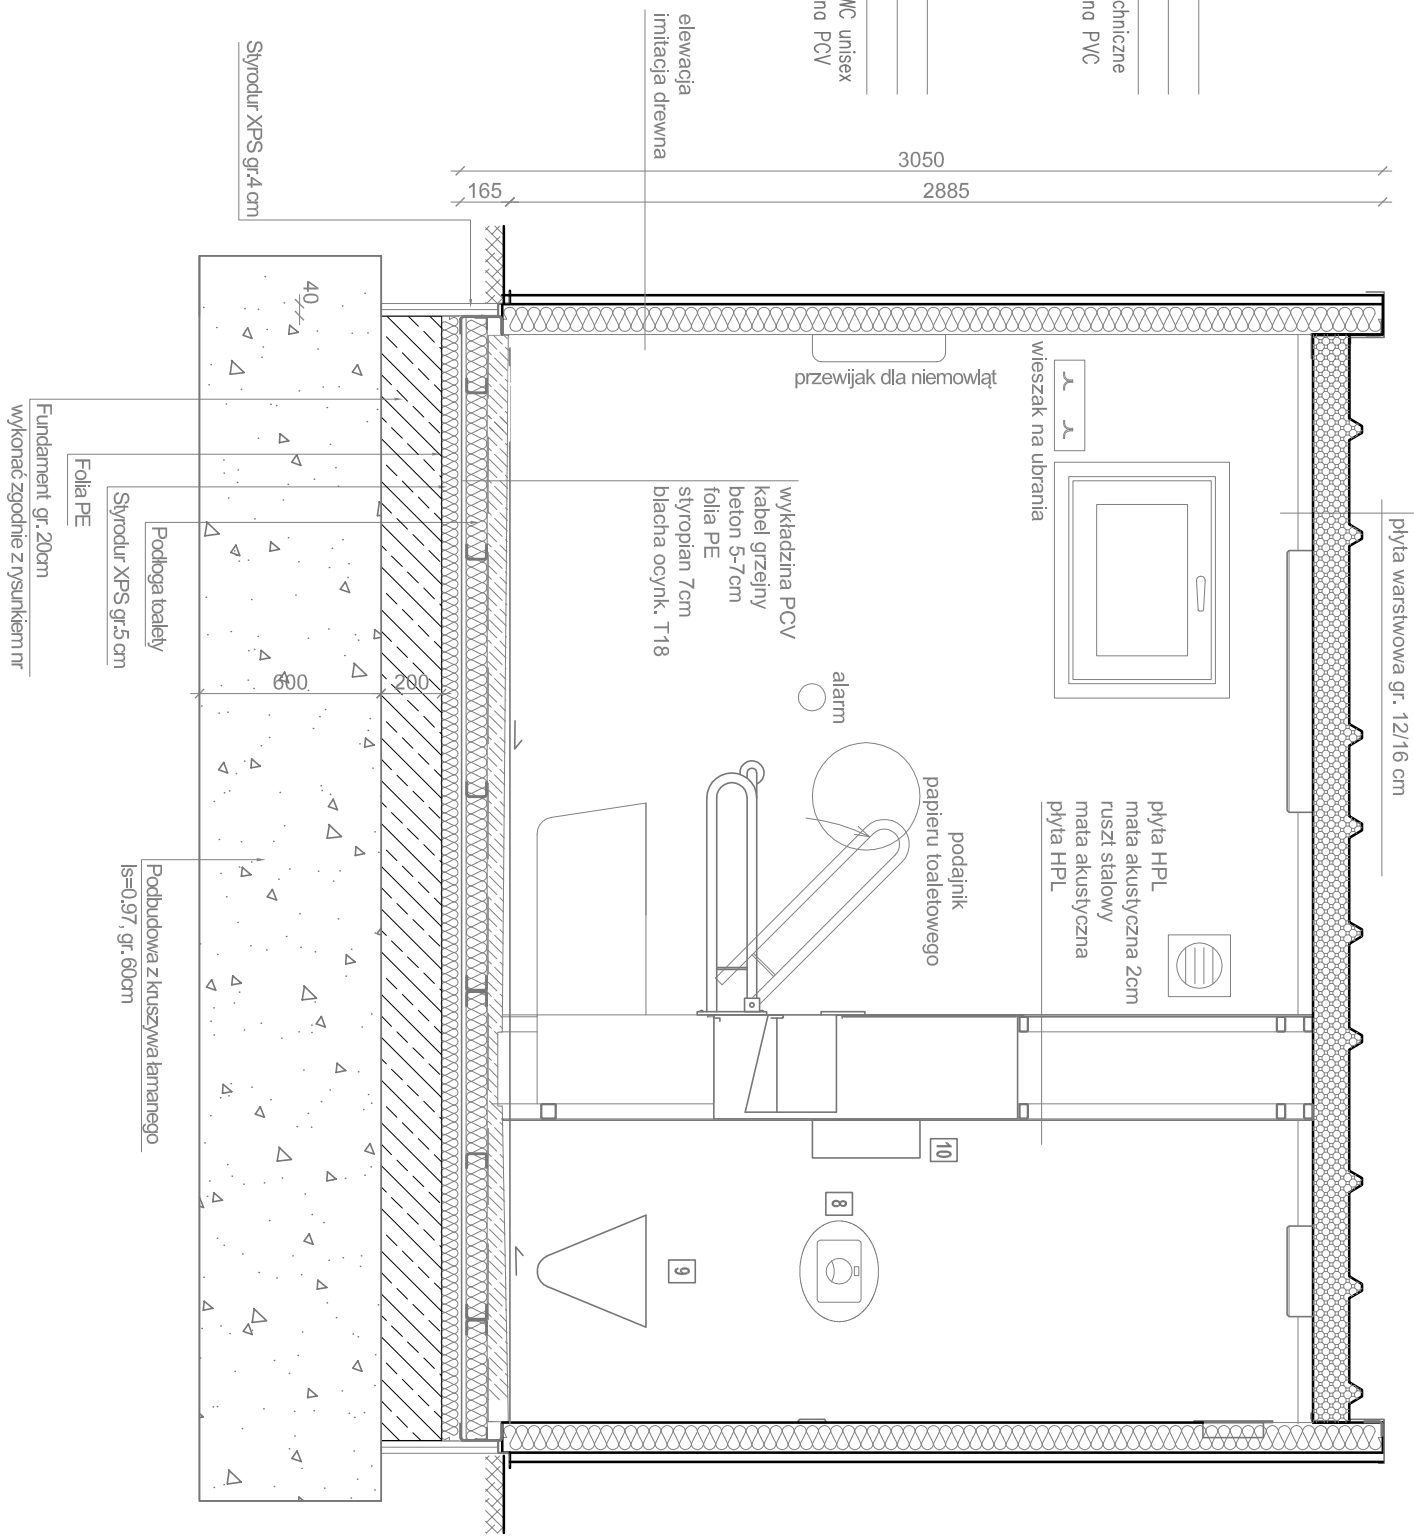 chniczne
na PVC
WC unisex
na PCV
elewacja
imitacja drewna
Styrodur XPS gr.4 cm
3050
165
2885
40
płyta warstwowa gr. 12/16 cm
przewijak dla niemowląt
wieszak na ubrania
wykładzina PCV
kabel grzejny
beton 5-7cm
folia PE
styropian 7cm
blacha ocynk. T18
alarm
podajnik
papieru toaletowego
płyta HPL
mata akustyczna 2cm
ruszt stalowy
mata akustyczna
płyta HPL
10
8
9
600
200
Podłoga toalety
Styrodur XPS gr.5 cm
Folia PE
Fundament gr. 20cm
wykonać zgodnie z rysunkiem nr
Podbudowa z kruszywa łamanego
Is=0.97, gr. 60cm